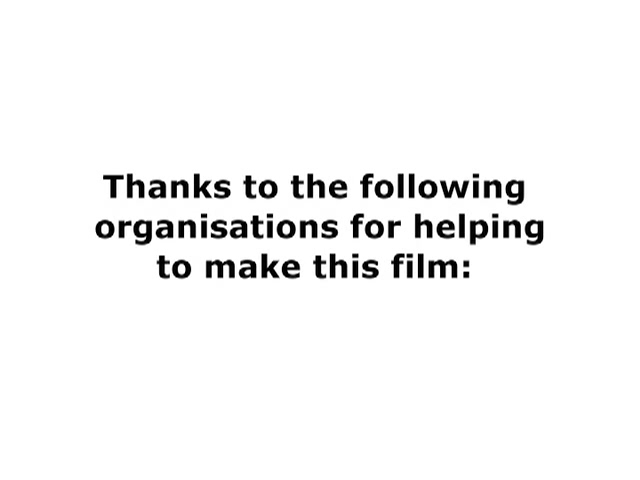 Thanks to the following
organisations for helping
to make this film: